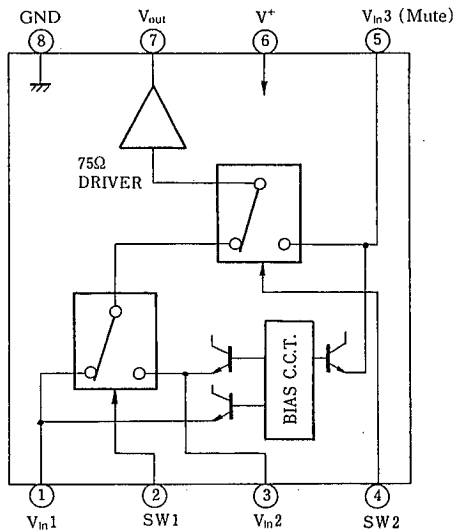 GND Vout V+ Vin3 (Mute)
8 7 6 5
75Ω
DRIVER
BIAS C.C.T.
1 2 3 4
Vin1 SW1 Vin2 SW2